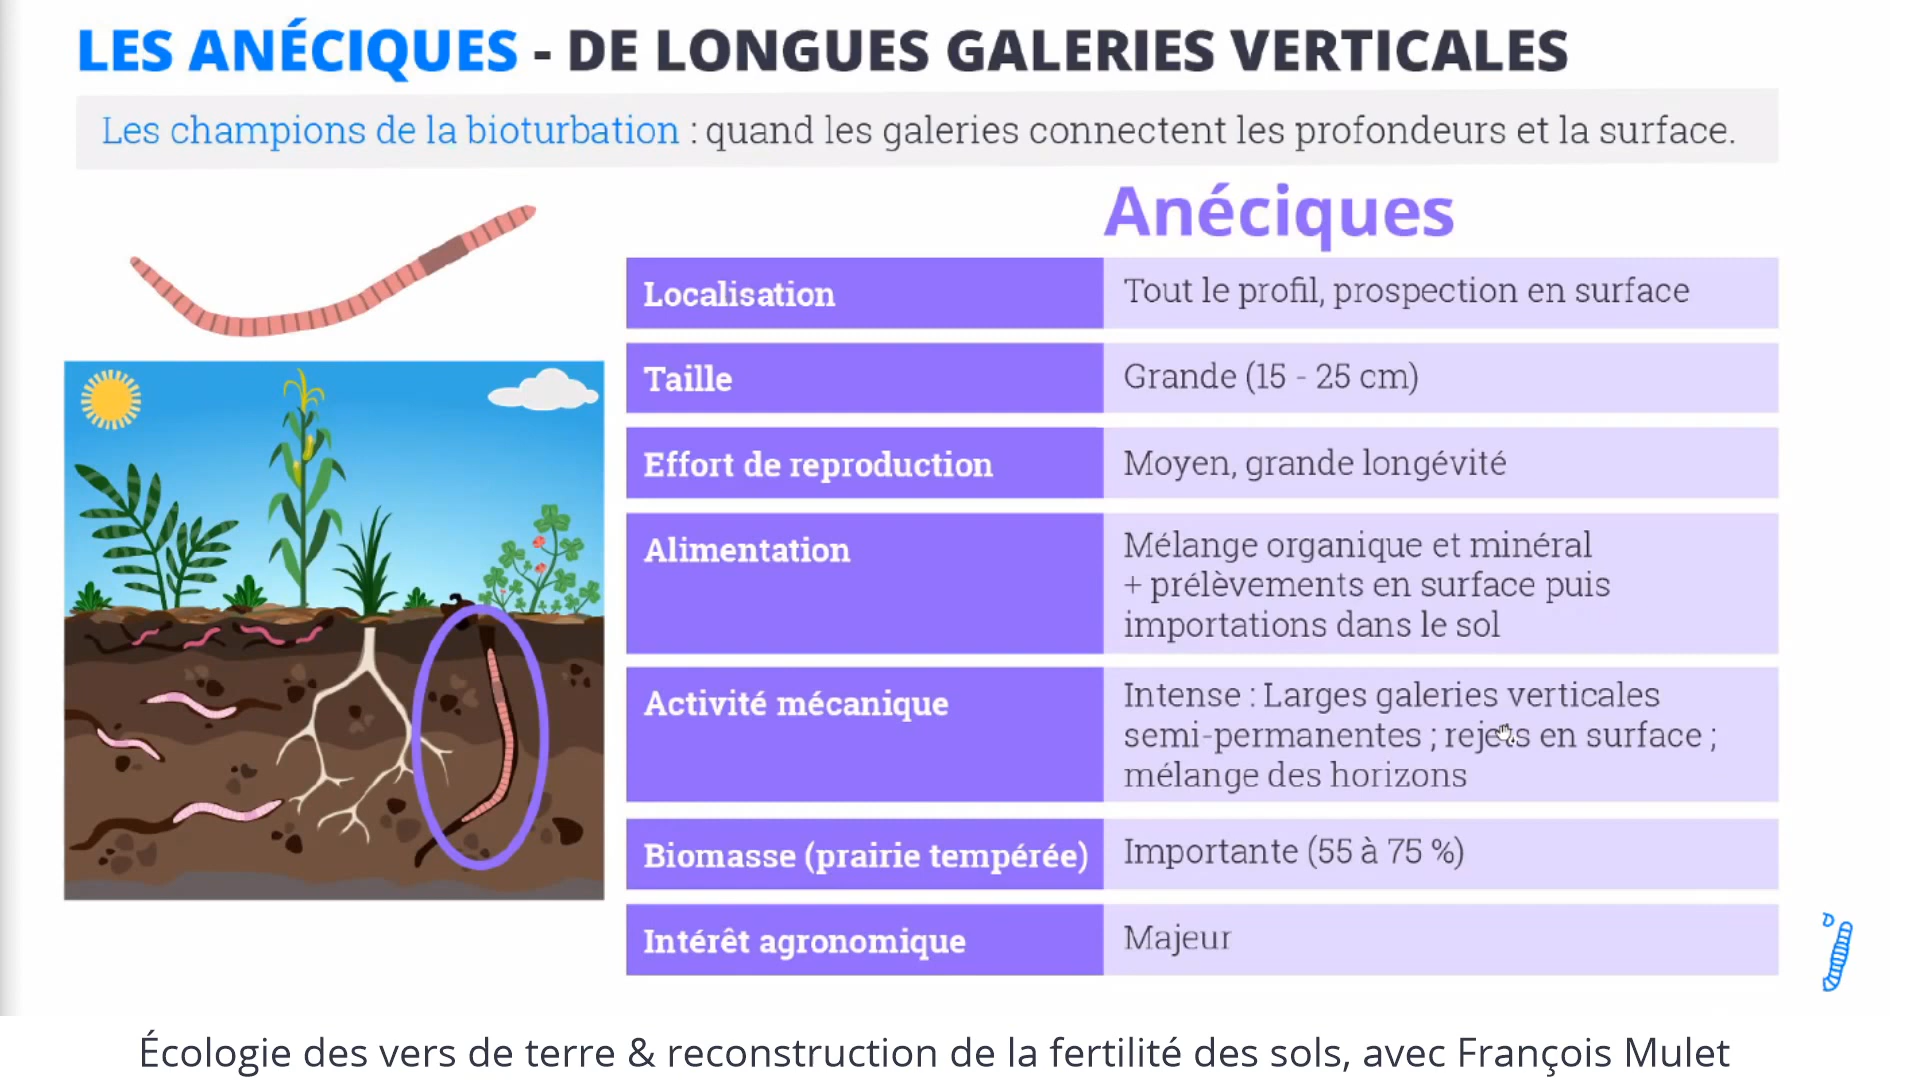 LES ANÉCIQUES - DE LONGUES GALERIES VERTICALES
Les champions de la bioturbation : quand les galeries connectent les profondeurs et la surface.
Anéciques
Localisation
Tout le profil, prospection en surface
Taille
Grande (15 - 25 cm)
Effort de reproduction
Moyen, grande longévité
Alimentation
Mélange organique et minéral
+ prélèvements en surface puis
importations dans le sol
Activité mécanique
Intense : Larges galeries verticales
semi-permanentes ; rejets en surface ;
mélange des horizons
Biomasse (prairie tempérée)
Importante (55 à 75 %)
Intérêt agronomique
Majeur
Écologie des vers de terre & reconstruction de la fertilité des sols, avec François Mulet